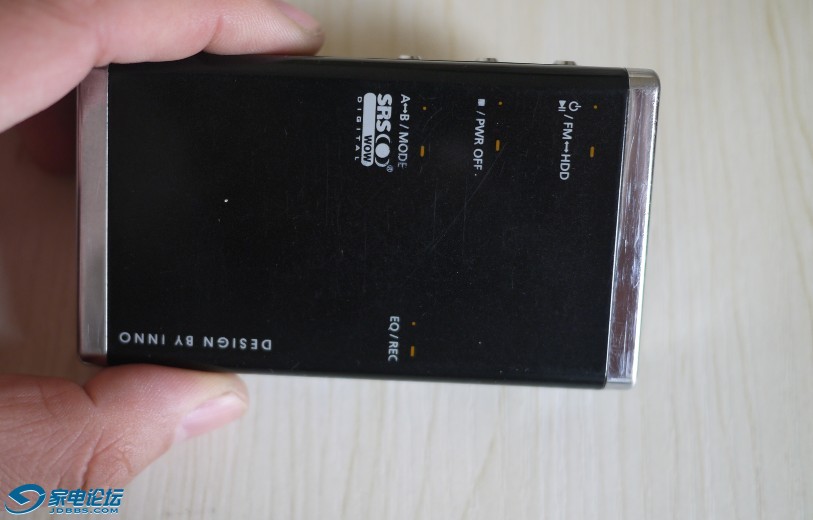 ⏻
⏯ / FM↔HDD
■ / PWR OFF
A↔B / MODE
SRS WOW ®
DIGITAL
EQ / REC
DESIGN BY INNO
家电论坛
JDBBS.COM